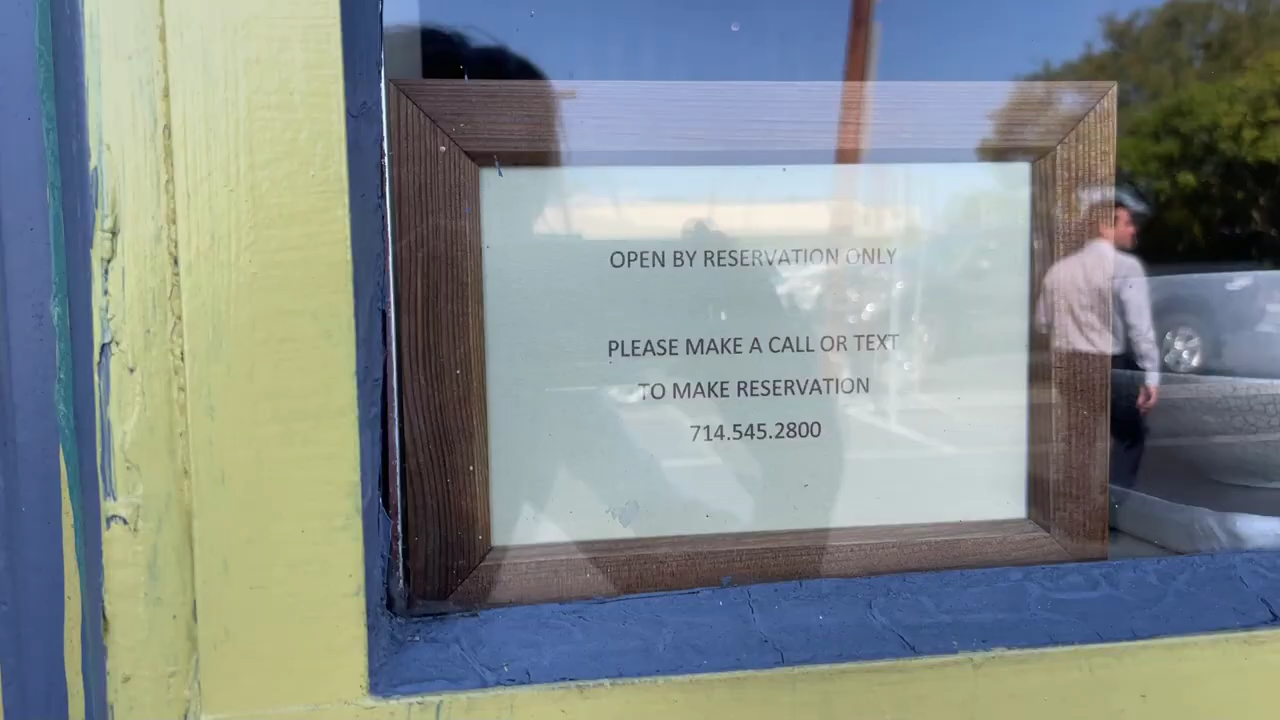 OPEN BY RESERVATION ONLY
PLEASE MAKE A CALL OR TEXT
TO MAKE RESERVATION
714.545.2800